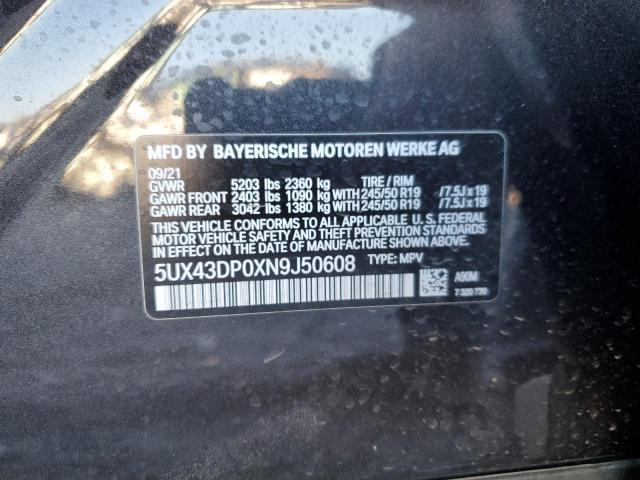 MFD BY BAYERISCHE MOTOREN WERKE AG
09/21
GVWR 5203 lbs 2360 kg TIRE / RIM
GAWR FRONT 2403 lbs 1090 kg WITH 245/50 R19 /7.5J x 19
GAWR REAR 3042 lbs 1380 kg WITH 245/50 R19 /7.5J x 19
THIS VEHICLE CONFORMS TO ALL APPLICABLE U. S. FEDERAL
MOTOR VEHICLE SAFETY AND THEFT PREVENTION STANDARDS
IN EFFECT ON THE DATE OF MANUFACTURE SHOWN ABOVE.
5UX43DP0XN9J50608 TYPE: MPV
A90M
7 320 730